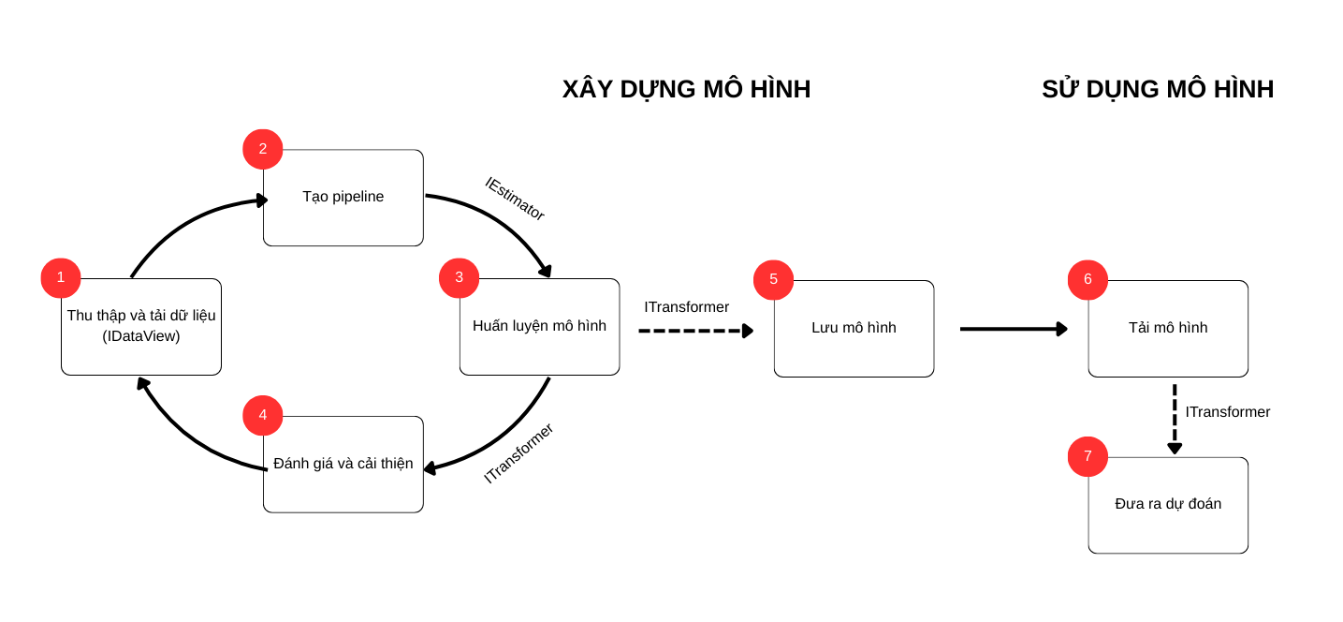 XÂY DỰNG MÔ HÌNH
SỬ DỤNG MÔ HÌNH
2
Tạo pipeline
IEstimator
1
Thu thập và tải dữ liệu
(IDataView)
3
Huấn luyện mô hình
ITransformer
5
Lưu mô hình
6
Tải mô hình
ITransformer
4
Đánh giá và cải thiện
ITransformer
7
Đưa ra dự đoán